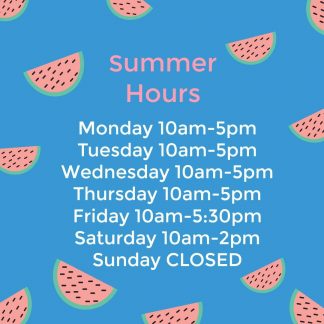 Summer
Hours
Monday 10am-5pm
Tuesday 10am-5pm
Wednesday 10am-5pm
Thursday 10am-5pm
Friday 10am-5:30pm
Saturday 10am-2pm
Sunday CLOSED